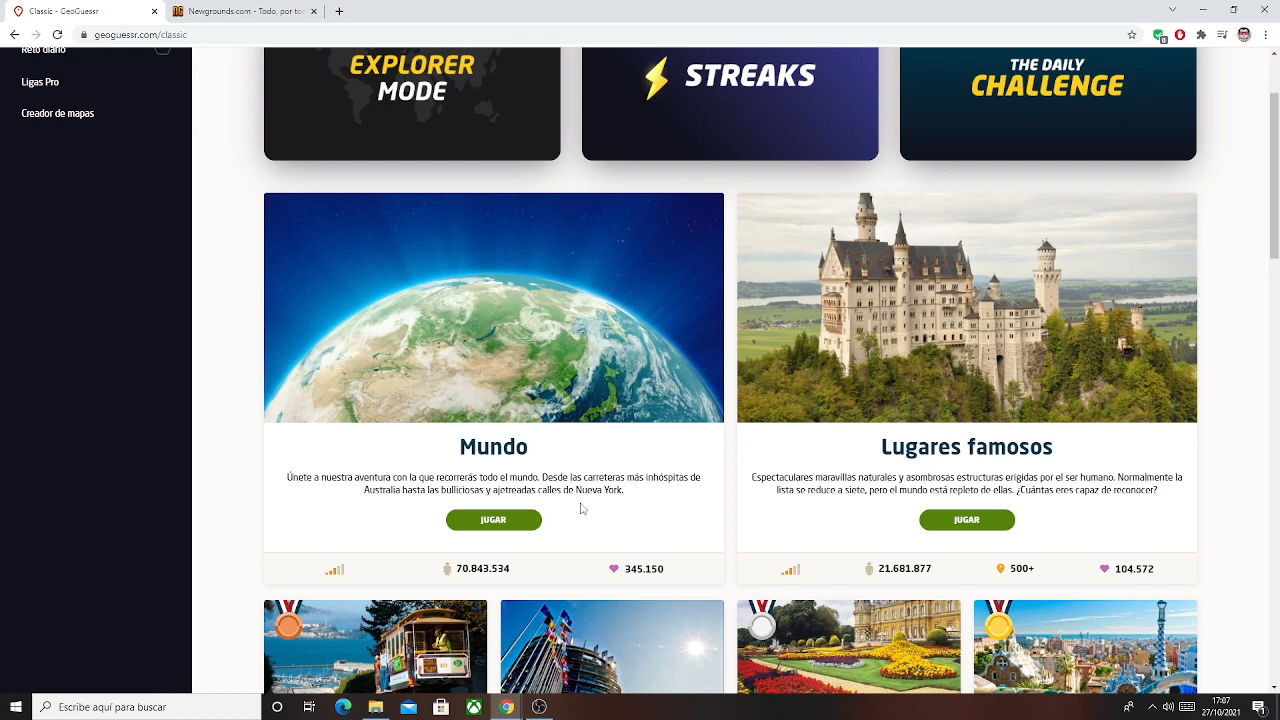 Classic - GeoGuessr
Newgrounds.com - Todo, por toc
geoguessr.com/classic
0
Reto diario
Ligas Pro
Creador de mapas
EXPLORER
MODE
STREAKS
THE DAILY
CHALLENGE
Mundo
Únete a nuestra aventura con la que recorrerás todo el mundo. Desde las carreteras más inhóspitas de
Australia hasta las bulliciosas y ajetreadas calles de Nueva York.
JUGAR
70.843.534
345.150
Lugares famosos
Espectaculares maravillas naturales y asombrosas estructuras erigidas por el ser humano. Normalmente la
lista se reduce a siete, pero el mundo está repleto de ellas. ¿Cuántas eres capaz de reconocer?
JUGAR
21.681.877
500+
104.572
Escribe aquí para buscar
17:07
27/10/2021